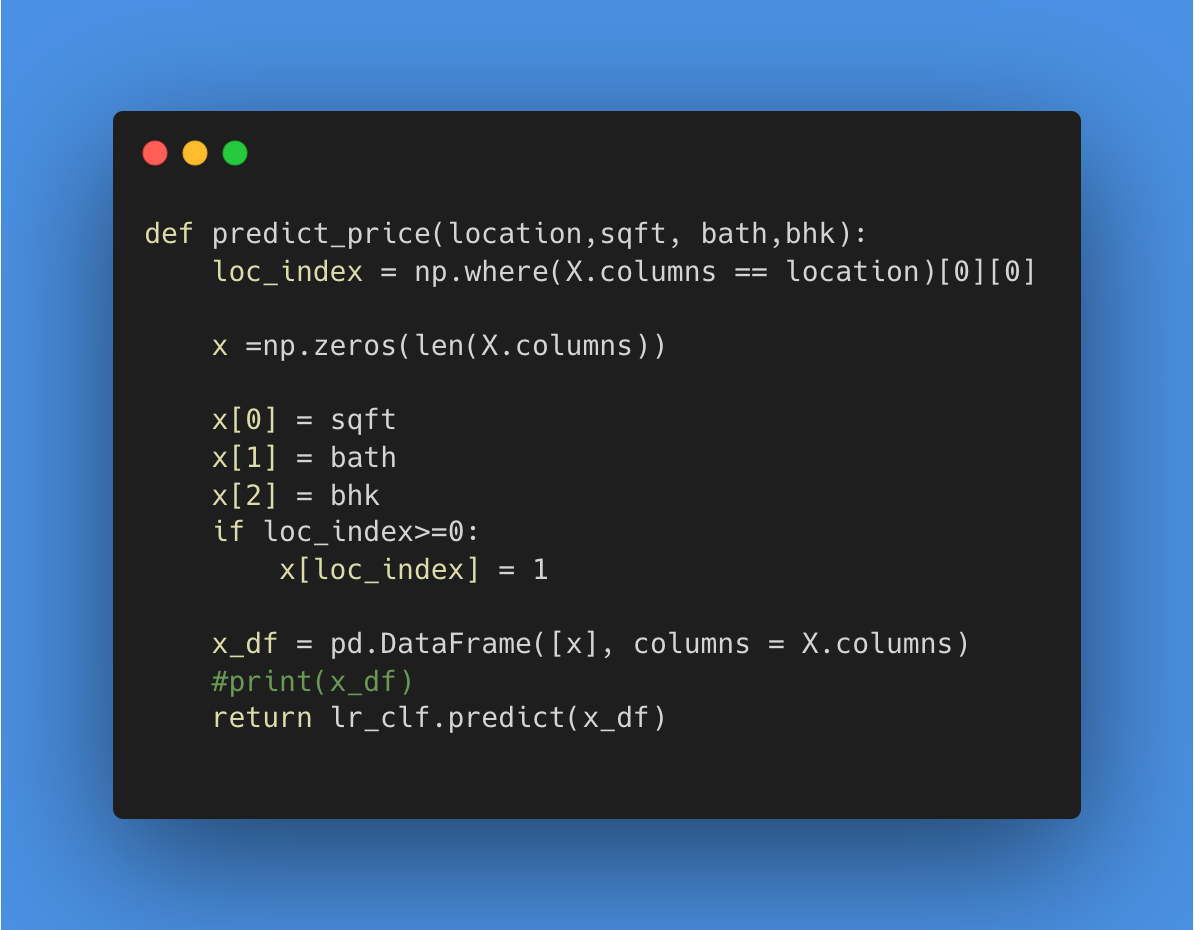 def predict_price(location,sqft, bath,bhk):
    loc_index = np.where(X.columns == location)[0][0]

    x =np.zeros(len(X.columns))

    x[0] = sqft
    x[1] = bath
    x[2] = bhk
    if loc_index>=0:
        x[loc_index] = 1

    x_df = pd.DataFrame([x], columns = X.columns)
    #print(x_df)
    return lr_clf.predict(x_df)